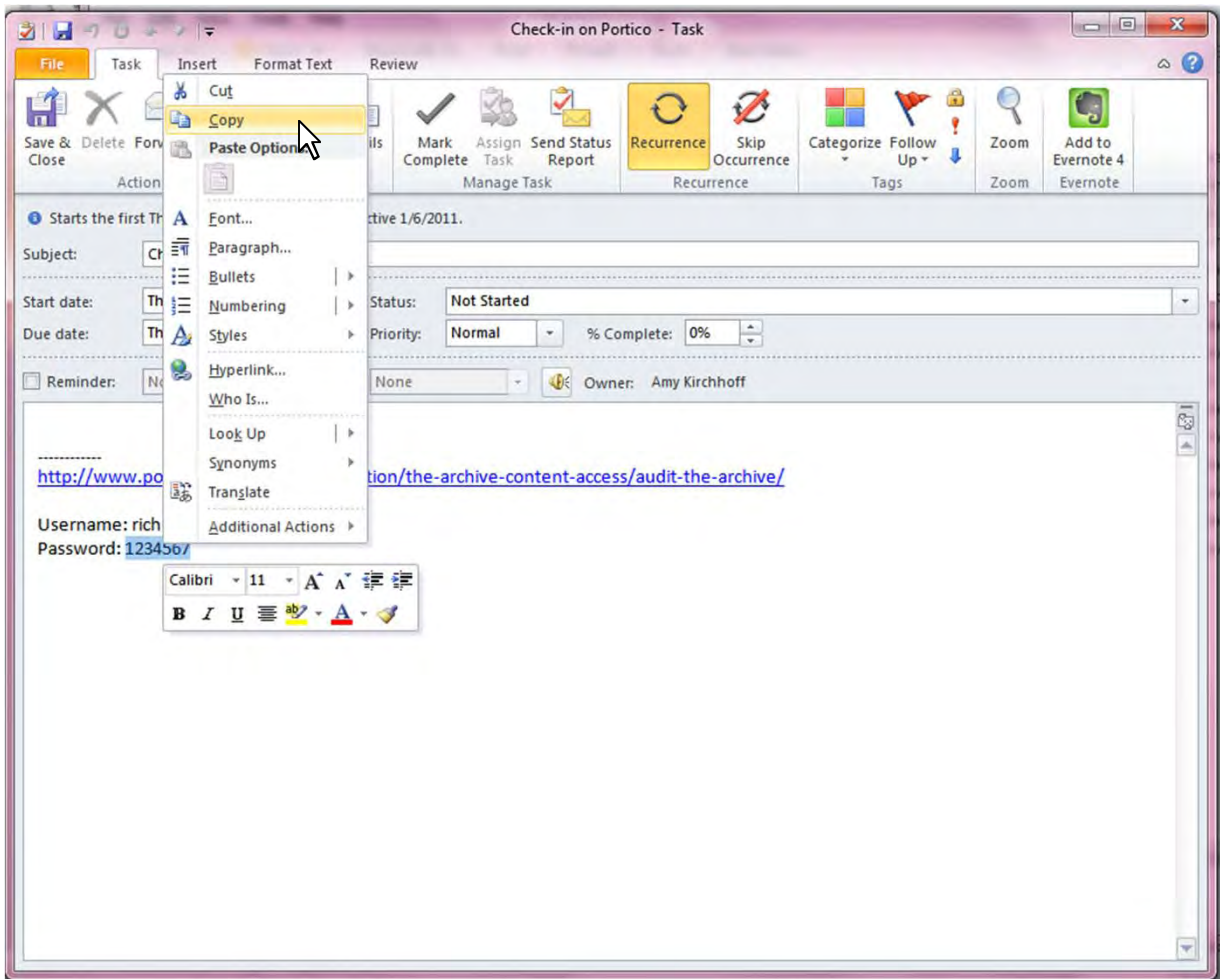 Check-in on Portico - Task
File Task Insert Format Text Review
Save & Close Delete Mark Complete Assign Task Send Status Report Recurrence Skip Occurrence Categorize Follow Up Zoom Add to Evernote 4
Manage Task Recurrence Tags Zoom Evernote
Cut
Copy
Paste
Font...
Paragraph...
Bullets
Numbering
Styles
Hyperlink...
Who Is...
Look Up
Synonyms
Translate
Additional Actions
Starts the first 1/6/2011.
Subject:
Start date: Status: Not Started
Due date: Priority: Normal % Complete: 0%
Reminder: None Owner: Amy Kirchhoff
------------
http://www.po tion/the-archive-content-access/audit-the-archive/
Username: rich
Password: 1234567
Calibri 11
B I U ab A